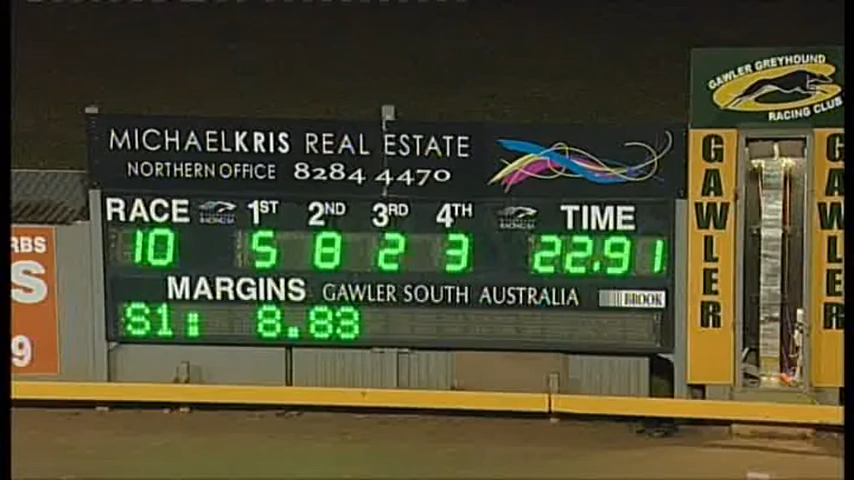 GAWLER GREYHOUND
RACING CLUB
MICHAELKRIS REAL ESTATE
NORTHERN OFFICE 8284 4470
RACE 1ST 2ND 3RD 4TH TIME
10 5 8 2 3 22.91
MARGINS GAWLER SOUTH AUSTRALIA BROOK
S1: 8.83
GAWLER
GAWLER
RBS
S
9